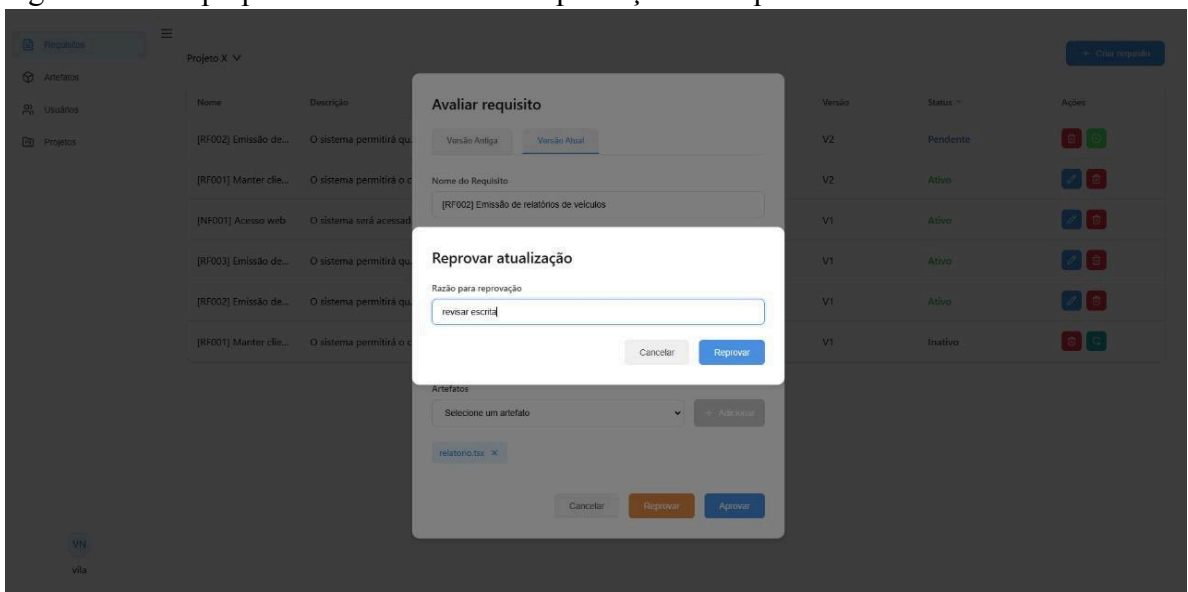 Requisitos
Projeto X
+ Criar requisito
Artefatos
Usuários
Projetos
Nome Descrição Versão Status Ações
[RF002] Emissão de... O sistema permitirá qu. V2 Pendente
[RF001] Manter clie... O sistema permitirá o c V2 Ativo
[NF001] Acesso web O sistema será acessad V1 Ativo
[RF003] Emissão de... O sistema permitirá qu. V1 Ativo
[RF002] Emissão de... O sistema permitirá qu. V1 Ativo
[RF001] Manter clie... O sistema permitirá o c V1 Inativo
Avaliar requisito
Versão Antiga Versão Atual
Nome do Requisito
[RF002] Emissão de relatórios de veículos
Reprovar atualização
Razão para reprovação
revisar escrita
Cancelar Reprovar
Artefatos
Selecione um artefato + Adicionar
relatorio.tsx ×
Cancelar Reprovar Aprovar
VN
vila